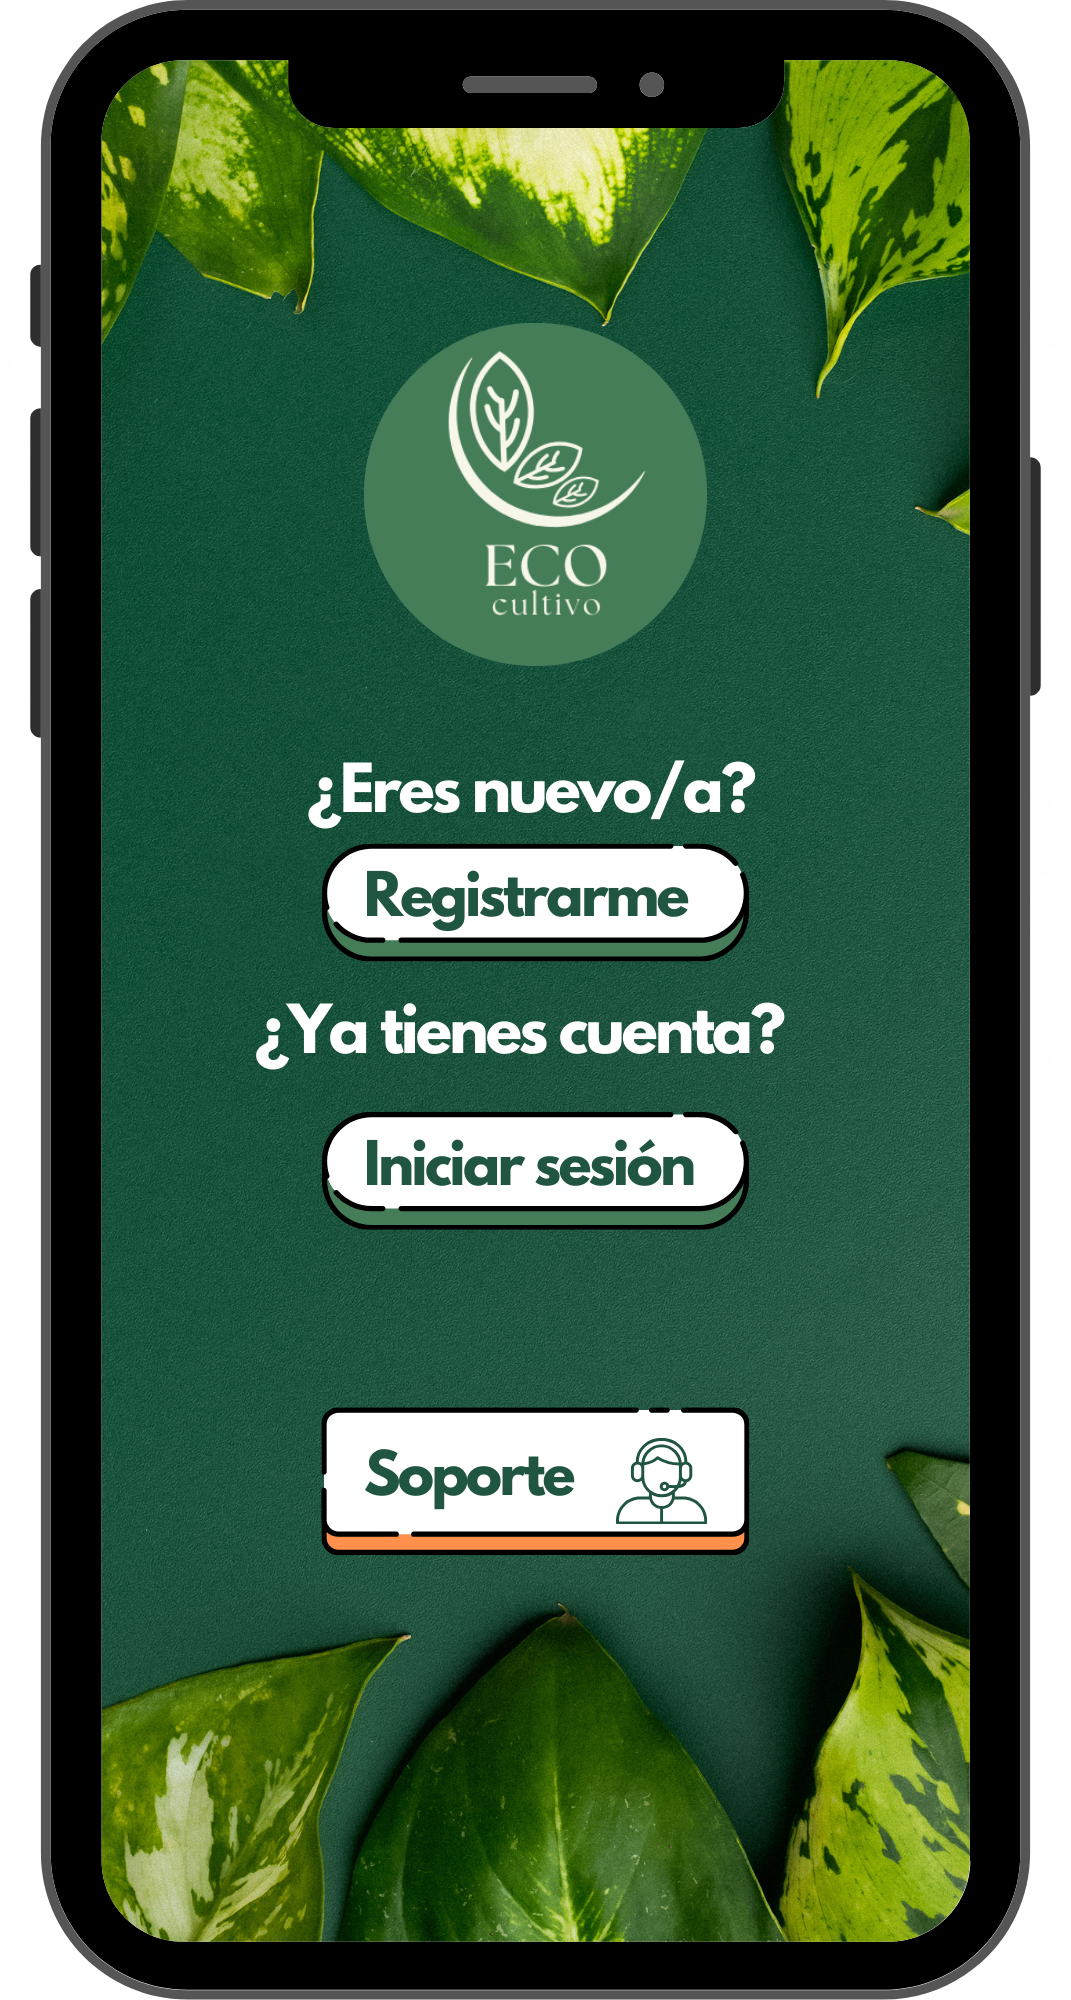 ECO
cultivo
¿Eres nuevo/a?
Registrarme
¿Ya tienes cuenta?
Iniciar sesión
Soporte